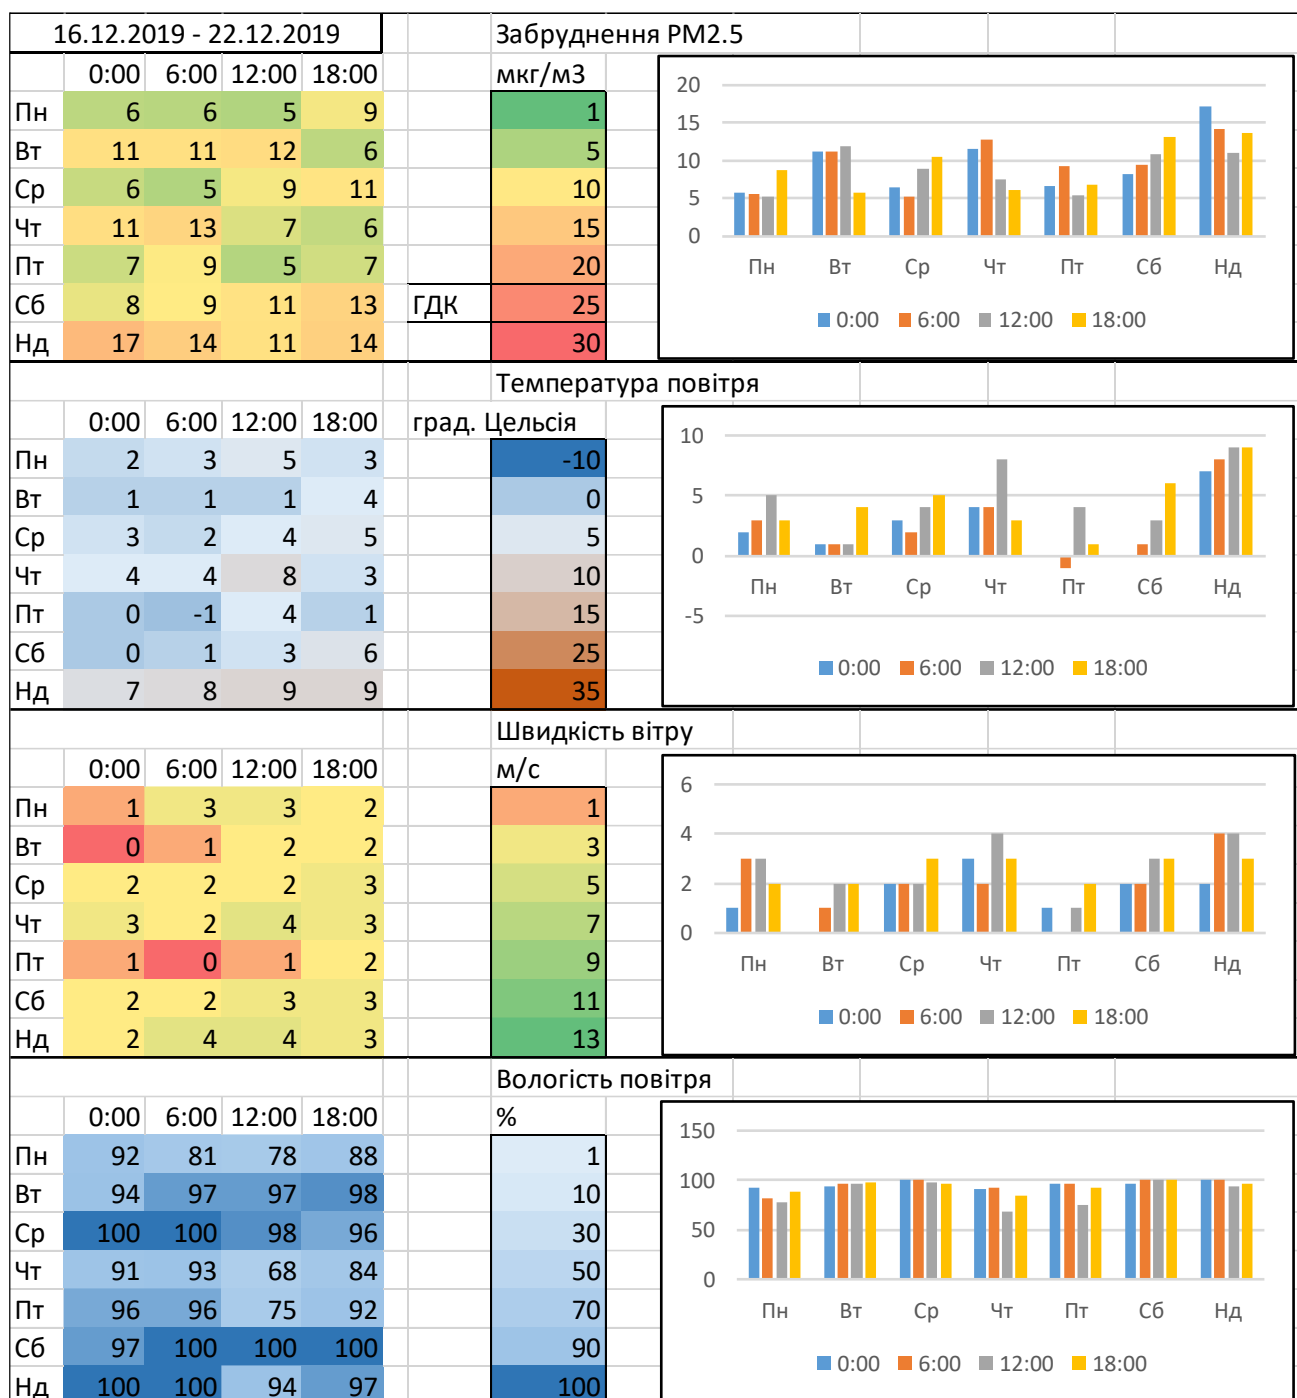 16.12.2019 - 22.12.2019 Забруднення PM2.5
0:00 6:00 12:00 18:00 мкг/м3
Пн 6 6 5 9 1
Вт 11 11 12 6 5
Ср 6 5 9 11 10
Чт 11 13 7 6 15
Пт 7 9 5 7 20
Сб 8 9 11 13 ГДК 25
Нд 17 14 11 14 30
20
15
10
5
0
Пн Вт Ср Чт Пт Сб Нд
0:00 6:00 12:00 18:00
Температура повітря
0:00 6:00 12:00 18:00 град. Цельсія
Пн 2 3 5 3 -10
Вт 1 1 1 4 0
Ср 3 2 4 5 5
Чт 4 4 8 3 10
Пт 0 -1 4 1 15
Сб 0 1 3 6 25
Нд 7 8 9 9 35
10
5
0
Пн Вт Ср Чт Пт Сб Нд
-5
0:00 6:00 12:00 18:00
Швидкість вітру
0:00 6:00 12:00 18:00 м/с
Пн 1 3 3 2 1
Вт 0 1 2 2 3
Ср 2 2 2 3 5
Чт 3 2 4 3 7
Пт 1 0 1 2 9
Сб 2 2 3 3 11
Нд 2 4 4 3 13
6
4
2
0
Пн Вт Ср Чт Пт Сб Нд
0:00 6:00 12:00 18:00
Вологість повітря
0:00 6:00 12:00 18:00 %
Пн 92 81 78 88 1
Вт 94 97 97 98 10
Ср 100 100 98 96 30
Чт 91 93 68 84 50
Пт 96 96 75 92 70
Сб 97 100 100 100 90
Нд 100 100 94 97 100
150
100
50
0
Пн Вт Ср Чт Пт Сб Нд
0:00 6:00 12:00 18:00